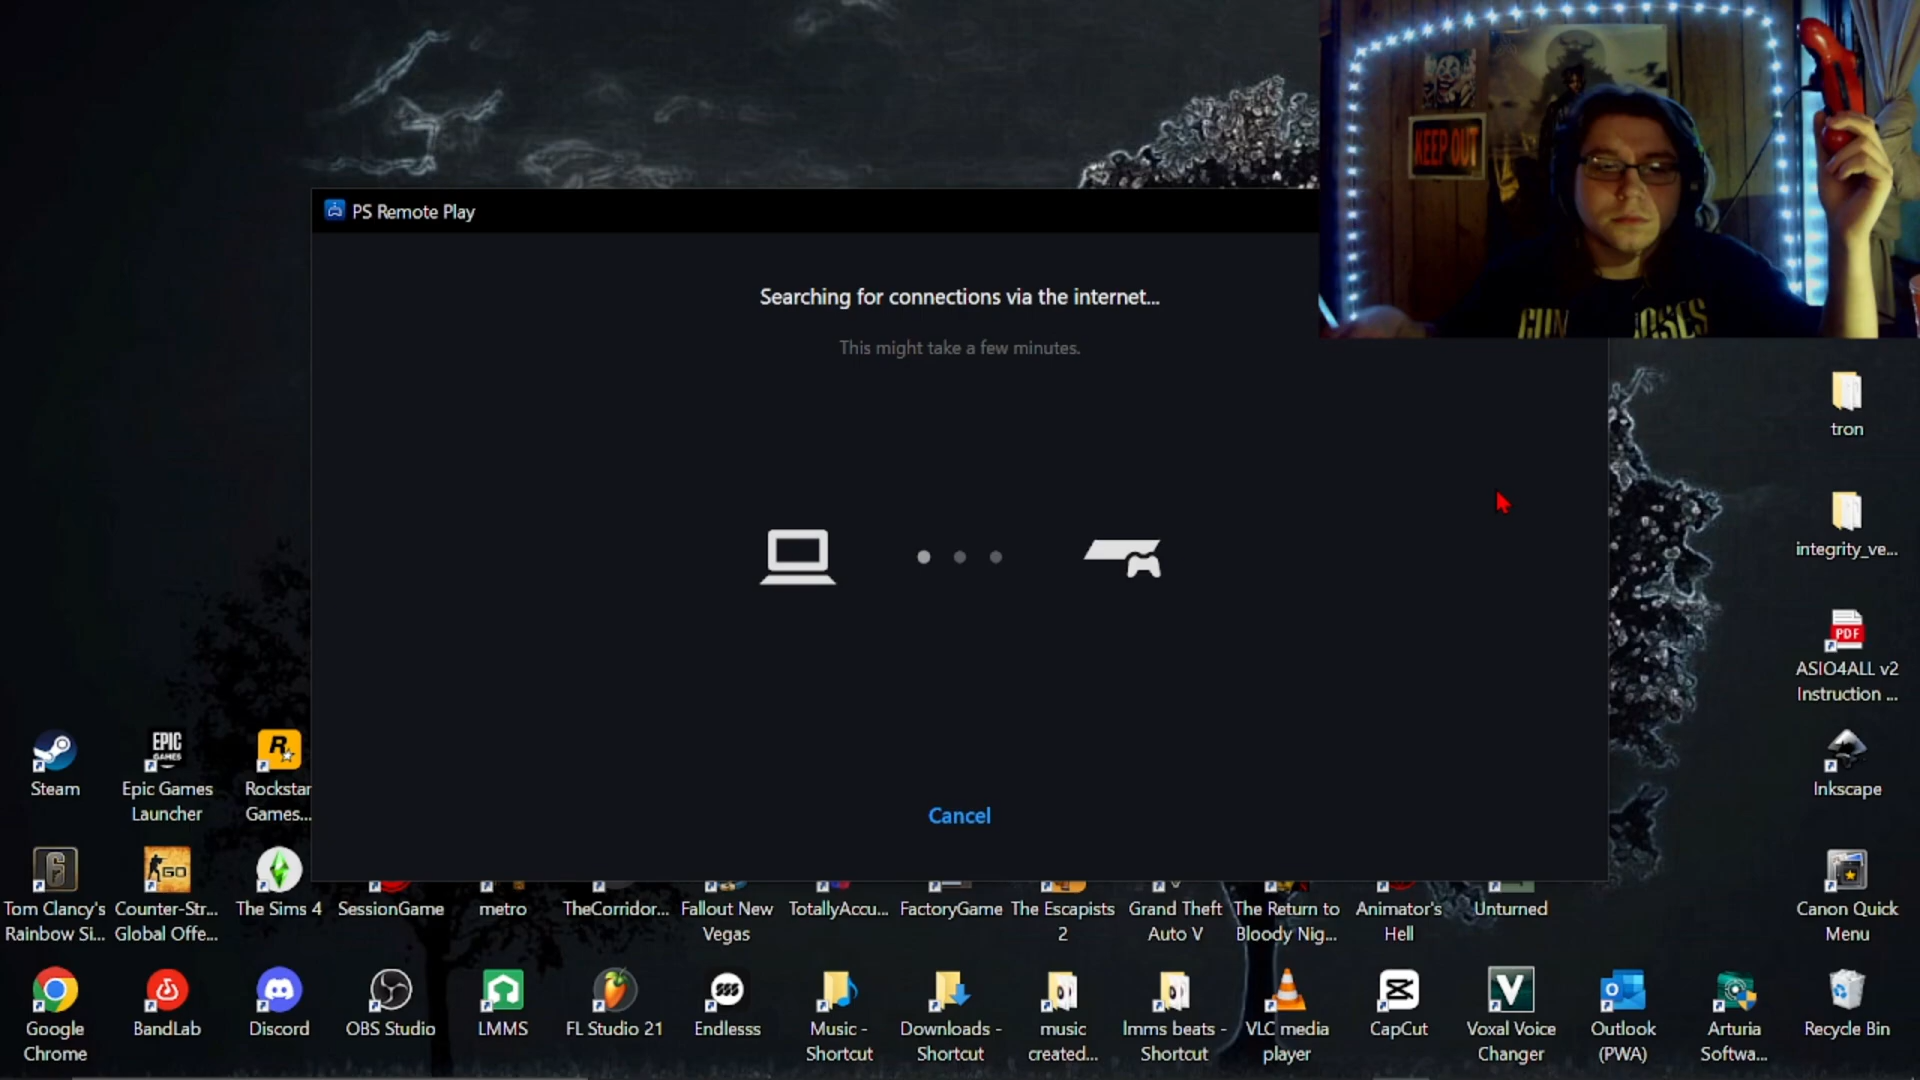 KEEP OUT
PS Remote Play
Searching for connections via the internet...
This might take a few minutes.
Cancel
tron
integrity_ve...
ASIO4ALL v2
Instruction ...
Steam
Epic Games
Launcher
Rockstar
Games...
Inkscape
Tom Clancy's
Rainbow Si...
Counter-Str...
Global Offe...
The Sims 4
SessionGame
metro
TheCorridor...
Fallout New
Vegas
TotallyAccu...
FactoryGame
The Escapists
2
Grand Theft
Auto V
The Return to
Bloody Nig...
Animator's
Hell
Unturned
Canon Quick
Menu
Google
Chrome
BandLab
Discord
OBS Studio
LMMS
FL Studio 21
Endlesss
Music -
Shortcut
Downloads -
Shortcut
music
created...
lmms beats -
Shortcut
VLC media
player
CapCut
Voxal Voice
Changer
Outlook
(PWA)
Arturia
Softwa...
Recycle Bin
EPIC
GAMES
PDF
GO